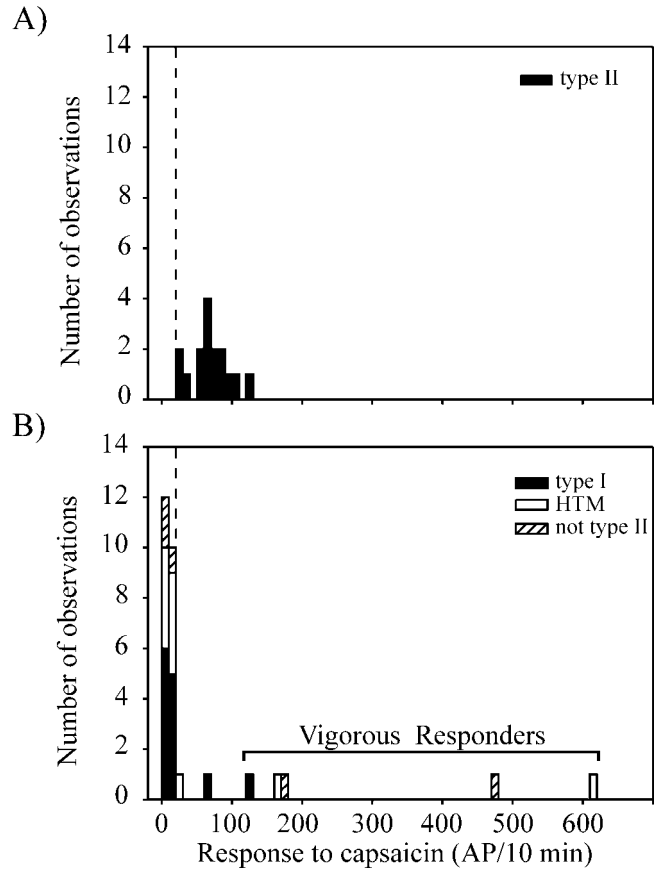 A)
14
12
10
8
6
4
2
0
Number of observations
type II
B)
14
12
10
8
6
4
2
0
Number of observations
type I
HTM
not type II
Vigorous Responders
0 100 200 300 400 500 600
Response to capsaicin (AP/10 min)